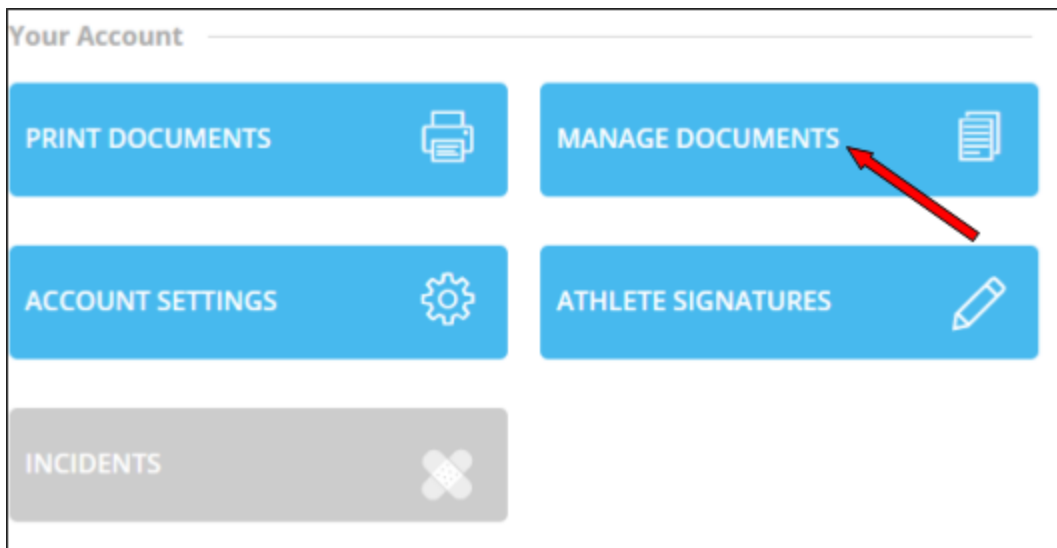 Your Account
PRINT DOCUMENTS
MANAGE DOCUMENTS
ACCOUNT SETTINGS
ATHLETE SIGNATURES
INCIDENTS